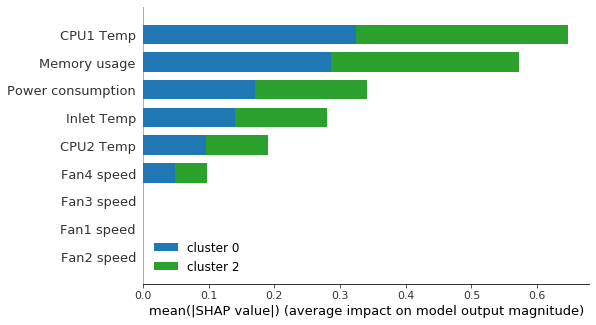 CPU1 Temp
Memory usage
Power consumption
Inlet Temp
CPU2 Temp
Fan4 speed
Fan3 speed
Fan1 speed
Fan2 speed
cluster 0
cluster 2
0.0 0.1 0.2 0.3 0.4 0.5 0.6
mean(|SHAP value|) (average impact on model output magnitude)